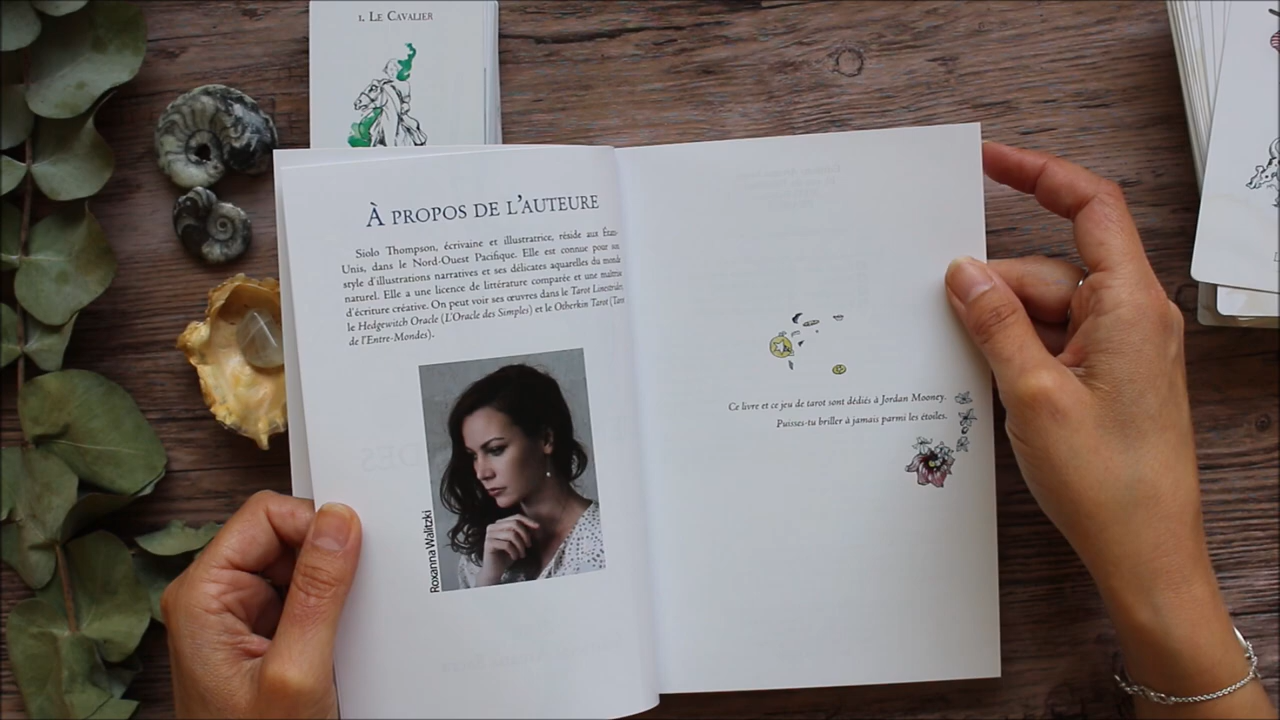 1. Le Cavalier
À PROPOS DE L'AUTEURE
Siolo Thompson, écrivaine et illustratrice, réside aux États-
Unis, dans le Nord-Ouest Pacifique. Elle est connue pour son
style d'illustrations narratives et ses délicates aquarelles du monde
naturel. Elle a une licence de littérature comparée et une maîtrise
d'écriture créative. On peut voir ses œuvres dans le Tarot Linestrider,
le Hedgewitch Oracle (L'Oracle des Simples) et le Otherkin Tarot (Tarot
de l'Entre-Mondes).
Roxanna Walitzki
Ce livre et ce jeu de tarot sont dédiés à Jordan Mooney.
Puisses-tu briller à jamais parmi les étoiles.